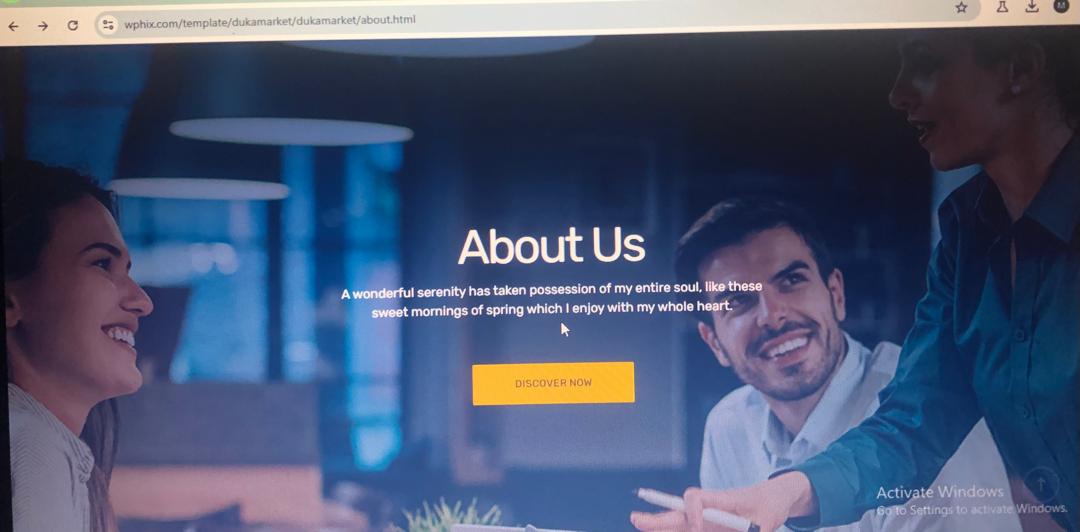 wphix.com/template/dukamarket/dukamarket/about.html
M
About Us
A wonderful serenity has taken possession of my entire soul, like these
sweet mornings of spring which I enjoy with my whole heart.
DISCOVER NOW
Activate Windows
Go to Settings to activate Windows.